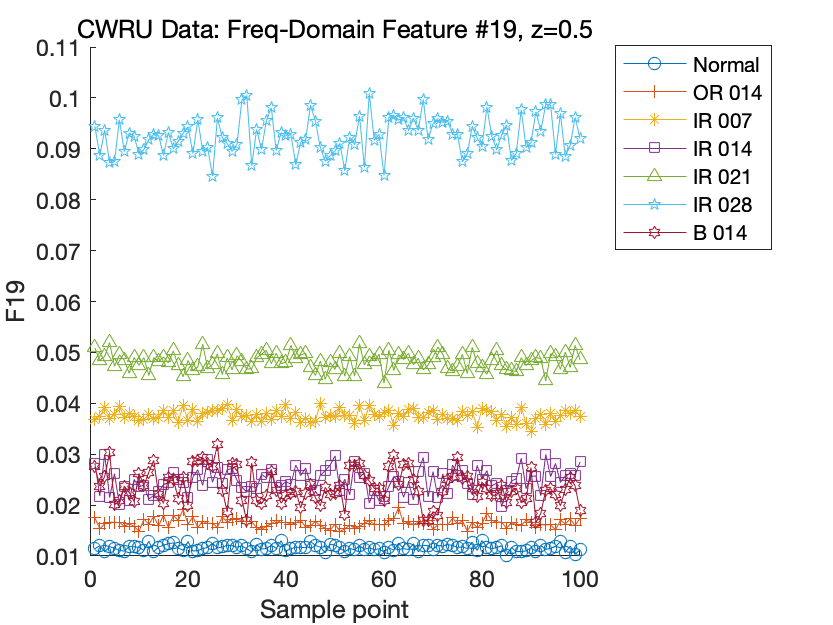 CWRU Data: Freq-Domain Feature #19, z=0.5
0.11
0.1
0.09
0.08
0.07
0.06
0.05
0.04
0.03
0.02
0.01
F19
0 20 40 60 80 100
Sample point
Normal
OR 014
IR 007
IR 014
IR 021
IR 028
B 014